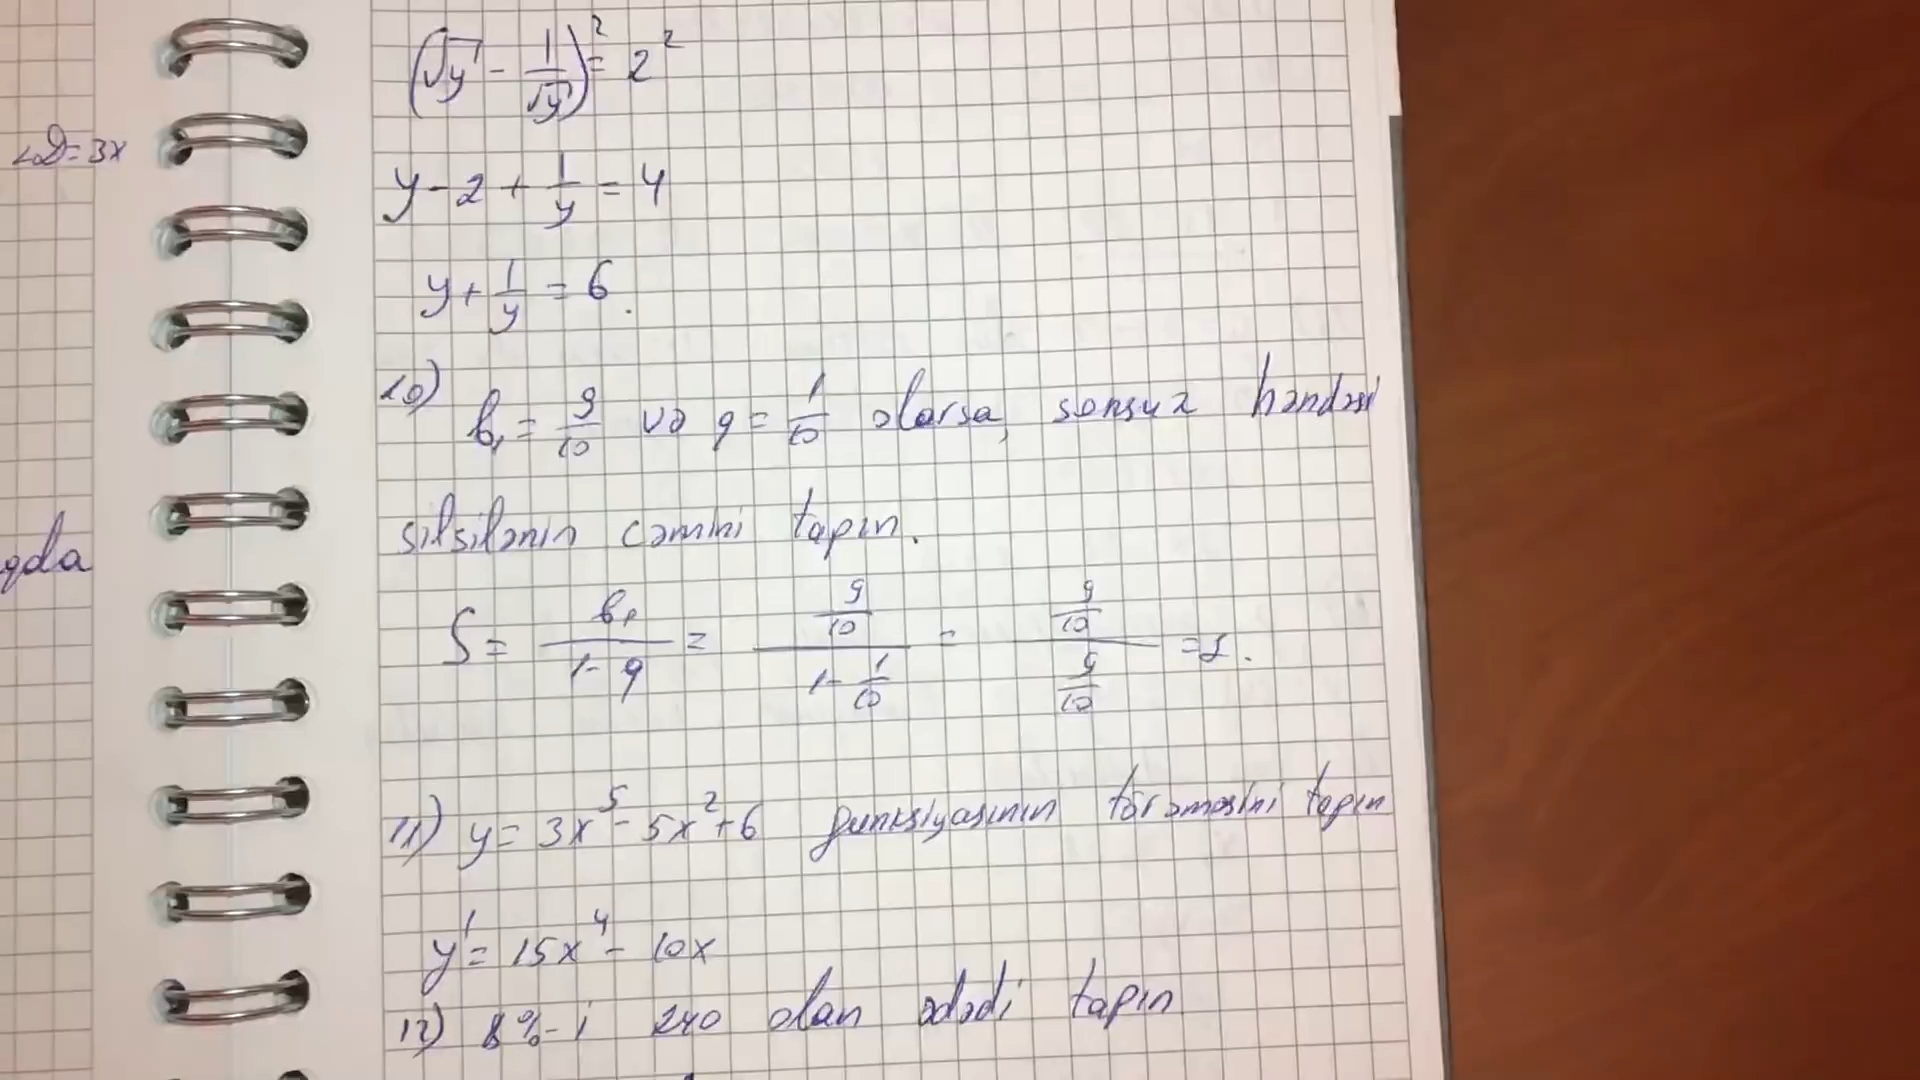 ∠D=3x
qda
(√y - 1/√y)² = 2²
y - 2 + 1/y = 4
y + 1/y = 6.
10) b₁ = 9/10 və q = 1/10 olarsa, sonsuz həndəsi
silsilənin cəmini tapın.
S = b₁/(1-q) = (9/10)/(1 - 1/10) = (9/10)/(9/10) = 1.
11) y = 3x⁵ - 5x² + 6 funksiyasının törəməsini tapın
y' = 15x⁴ - 10x
12) 8%-i 240 olan ədədi tapın